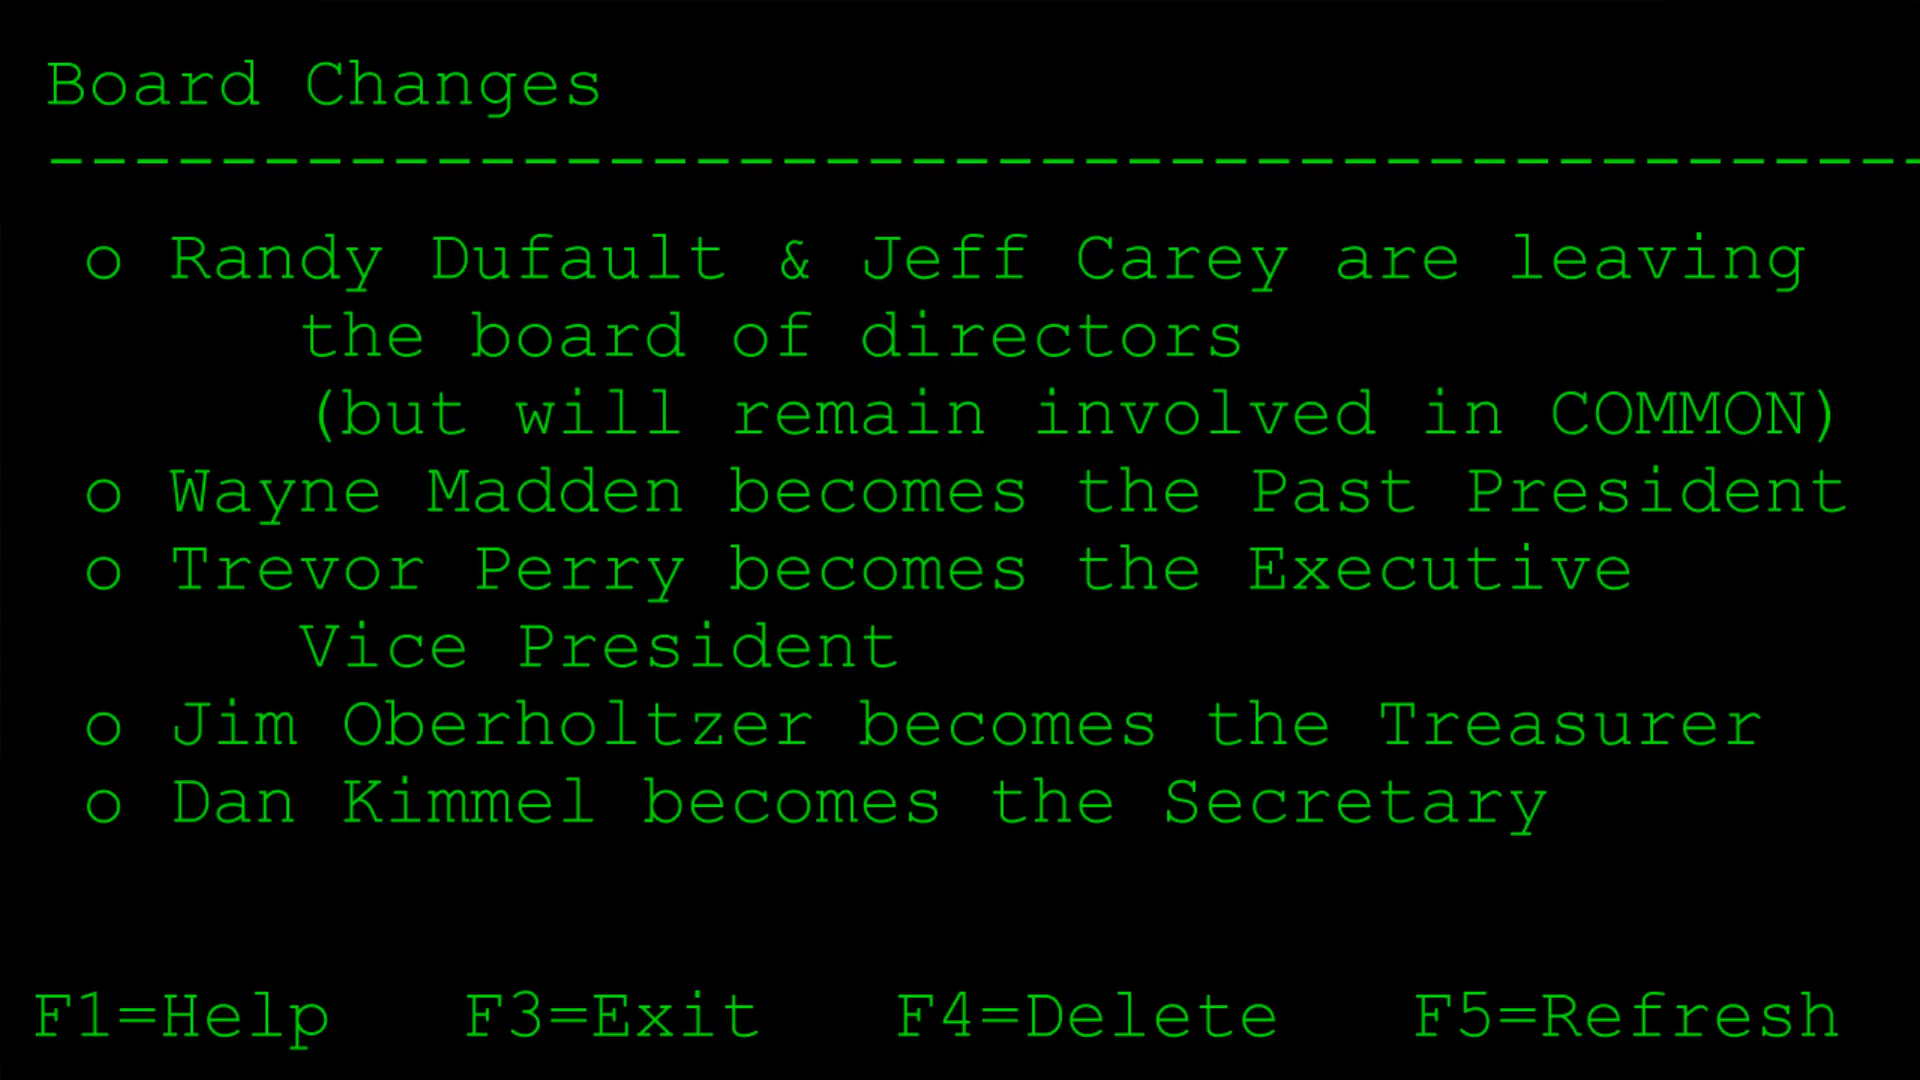 Board Changes
--------------------------------------------
o Randy Dufault & Jeff Carey are leaving
the board of directors
(but will remain involved in COMMON)
o Wayne Madden becomes the Past President
o Trevor Perry becomes the Executive
Vice President
o Jim Oberholtzer becomes the Treasurer
o Dan Kimmel becomes the Secretary
F1=Help F3=Exit F4=Delete F5=Refresh